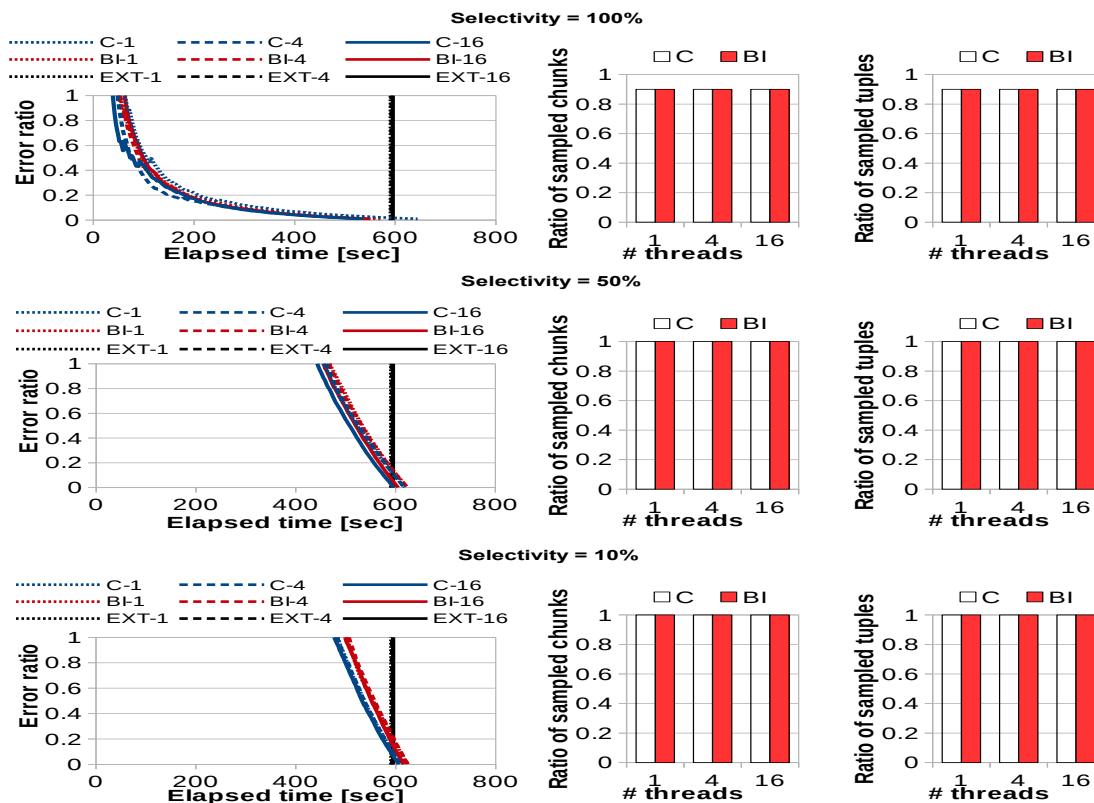 Selectivity = 100%
C-1 C-4 C-16
BI-1 BI-4 BI-16
EXT-1 EXT-4 EXT-16
Error ratio
1
0.8
0.6
0.4
0.2
0
0 200 400 600 800
Elapsed time [sec]
C BI
Ratio of sampled chunks
1
0.8
0.6
0.4
0.2
0
1 4 16
# threads
C BI
Ratio of sampled tuples
1
0.8
0.6
0.4
0.2
0
1 4 16
# threads
Selectivity = 50%
C-1 C-4 C-16
BI-1 BI-4 BI-16
EXT-1 EXT-4 EXT-16
Error ratio
1
0.8
0.6
0.4
0.2
0
0 200 400 600 800
Elapsed time [sec]
C BI
Ratio of sampled chunks
1
0.8
0.6
0.4
0.2
0
1 4 16
# threads
C BI
Ratio of sampled tuples
1
0.8
0.6
0.4
0.2
0
1 4 16
# threads
Selectivity = 10%
C-1 C-4 C-16
BI-1 BI-4 BI-16
EXT-1 EXT-4 EXT-16
Error ratio
1
0.8
0.6
0.4
0.2
0
0 200 400 600 800
Elapsed time [sec]
C BI
Ratio of sampled chunks
1
0.8
0.6
0.4
0.2
0
1 4 16
# threads
C BI
Ratio of sampled tuples
1
0.8
0.6
0.4
0.2
0
1 4 16
# threads